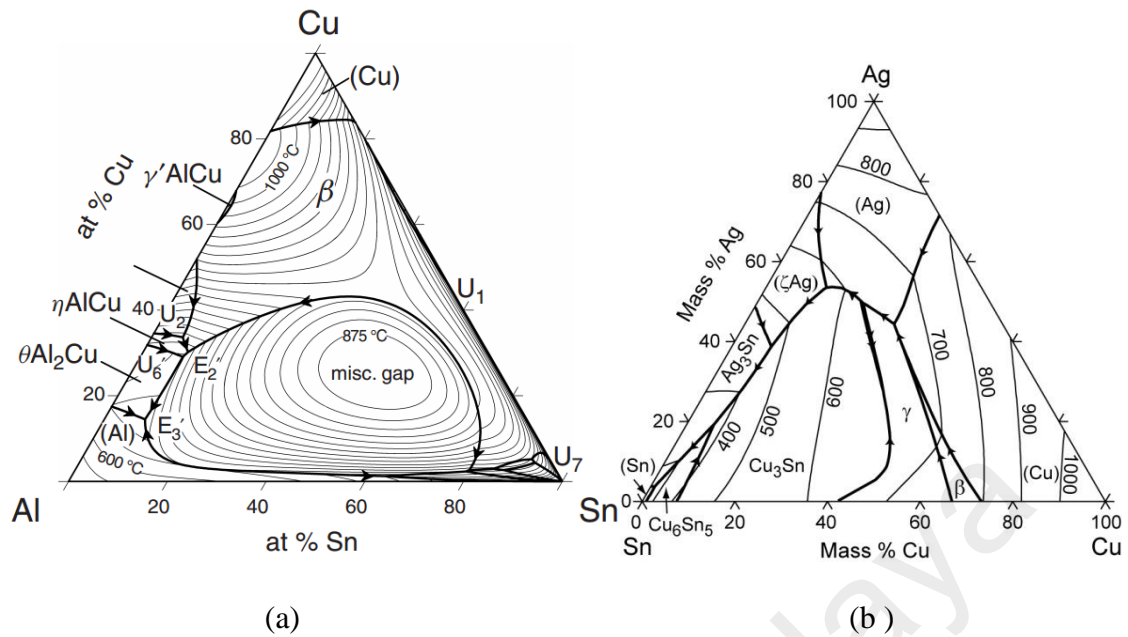 Cu
(Cu)
80
γ′AlCu
1000 °C
β
at % Cu
60
ηAlCu
40
U2
U1
θAl2Cu
U6′
E2′
875 °C
misc. gap
20
(Al)
E3′
600 °C
U7
Al
20
40
60
80
Sn
at % Sn
(a)
Ag
100
800
80
(Ag)
Mass % Ag
60
(ζAg)
40
Ag3Sn
700
800
600
900
20
400
500
γ
(Sn)
Cu3Sn
β
(Cu)
1000
0
Cu6Sn5
0
20
40
60
80
100
Sn
Mass % Cu
Cu
(b )
aya